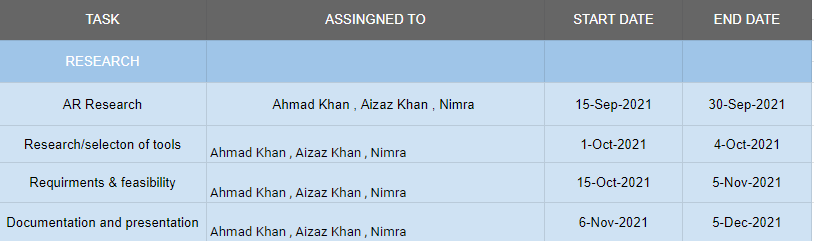 TASK ASSINGNED TO START DATE END DATE
RESEARCH
AR Research Ahmad Khan , Aizaz Khan , Nimra 15-Sep-2021 30-Sep-2021
Research/selecton of tools Ahmad Khan , Aizaz Khan , Nimra 1-Oct-2021 4-Oct-2021
Requirments & feasibility Ahmad Khan , Aizaz Khan , Nimra 15-Oct-2021 5-Nov-2021
Documentation and presentation Ahmad Khan , Aizaz Khan , Nimra 6-Nov-2021 5-Dec-2021